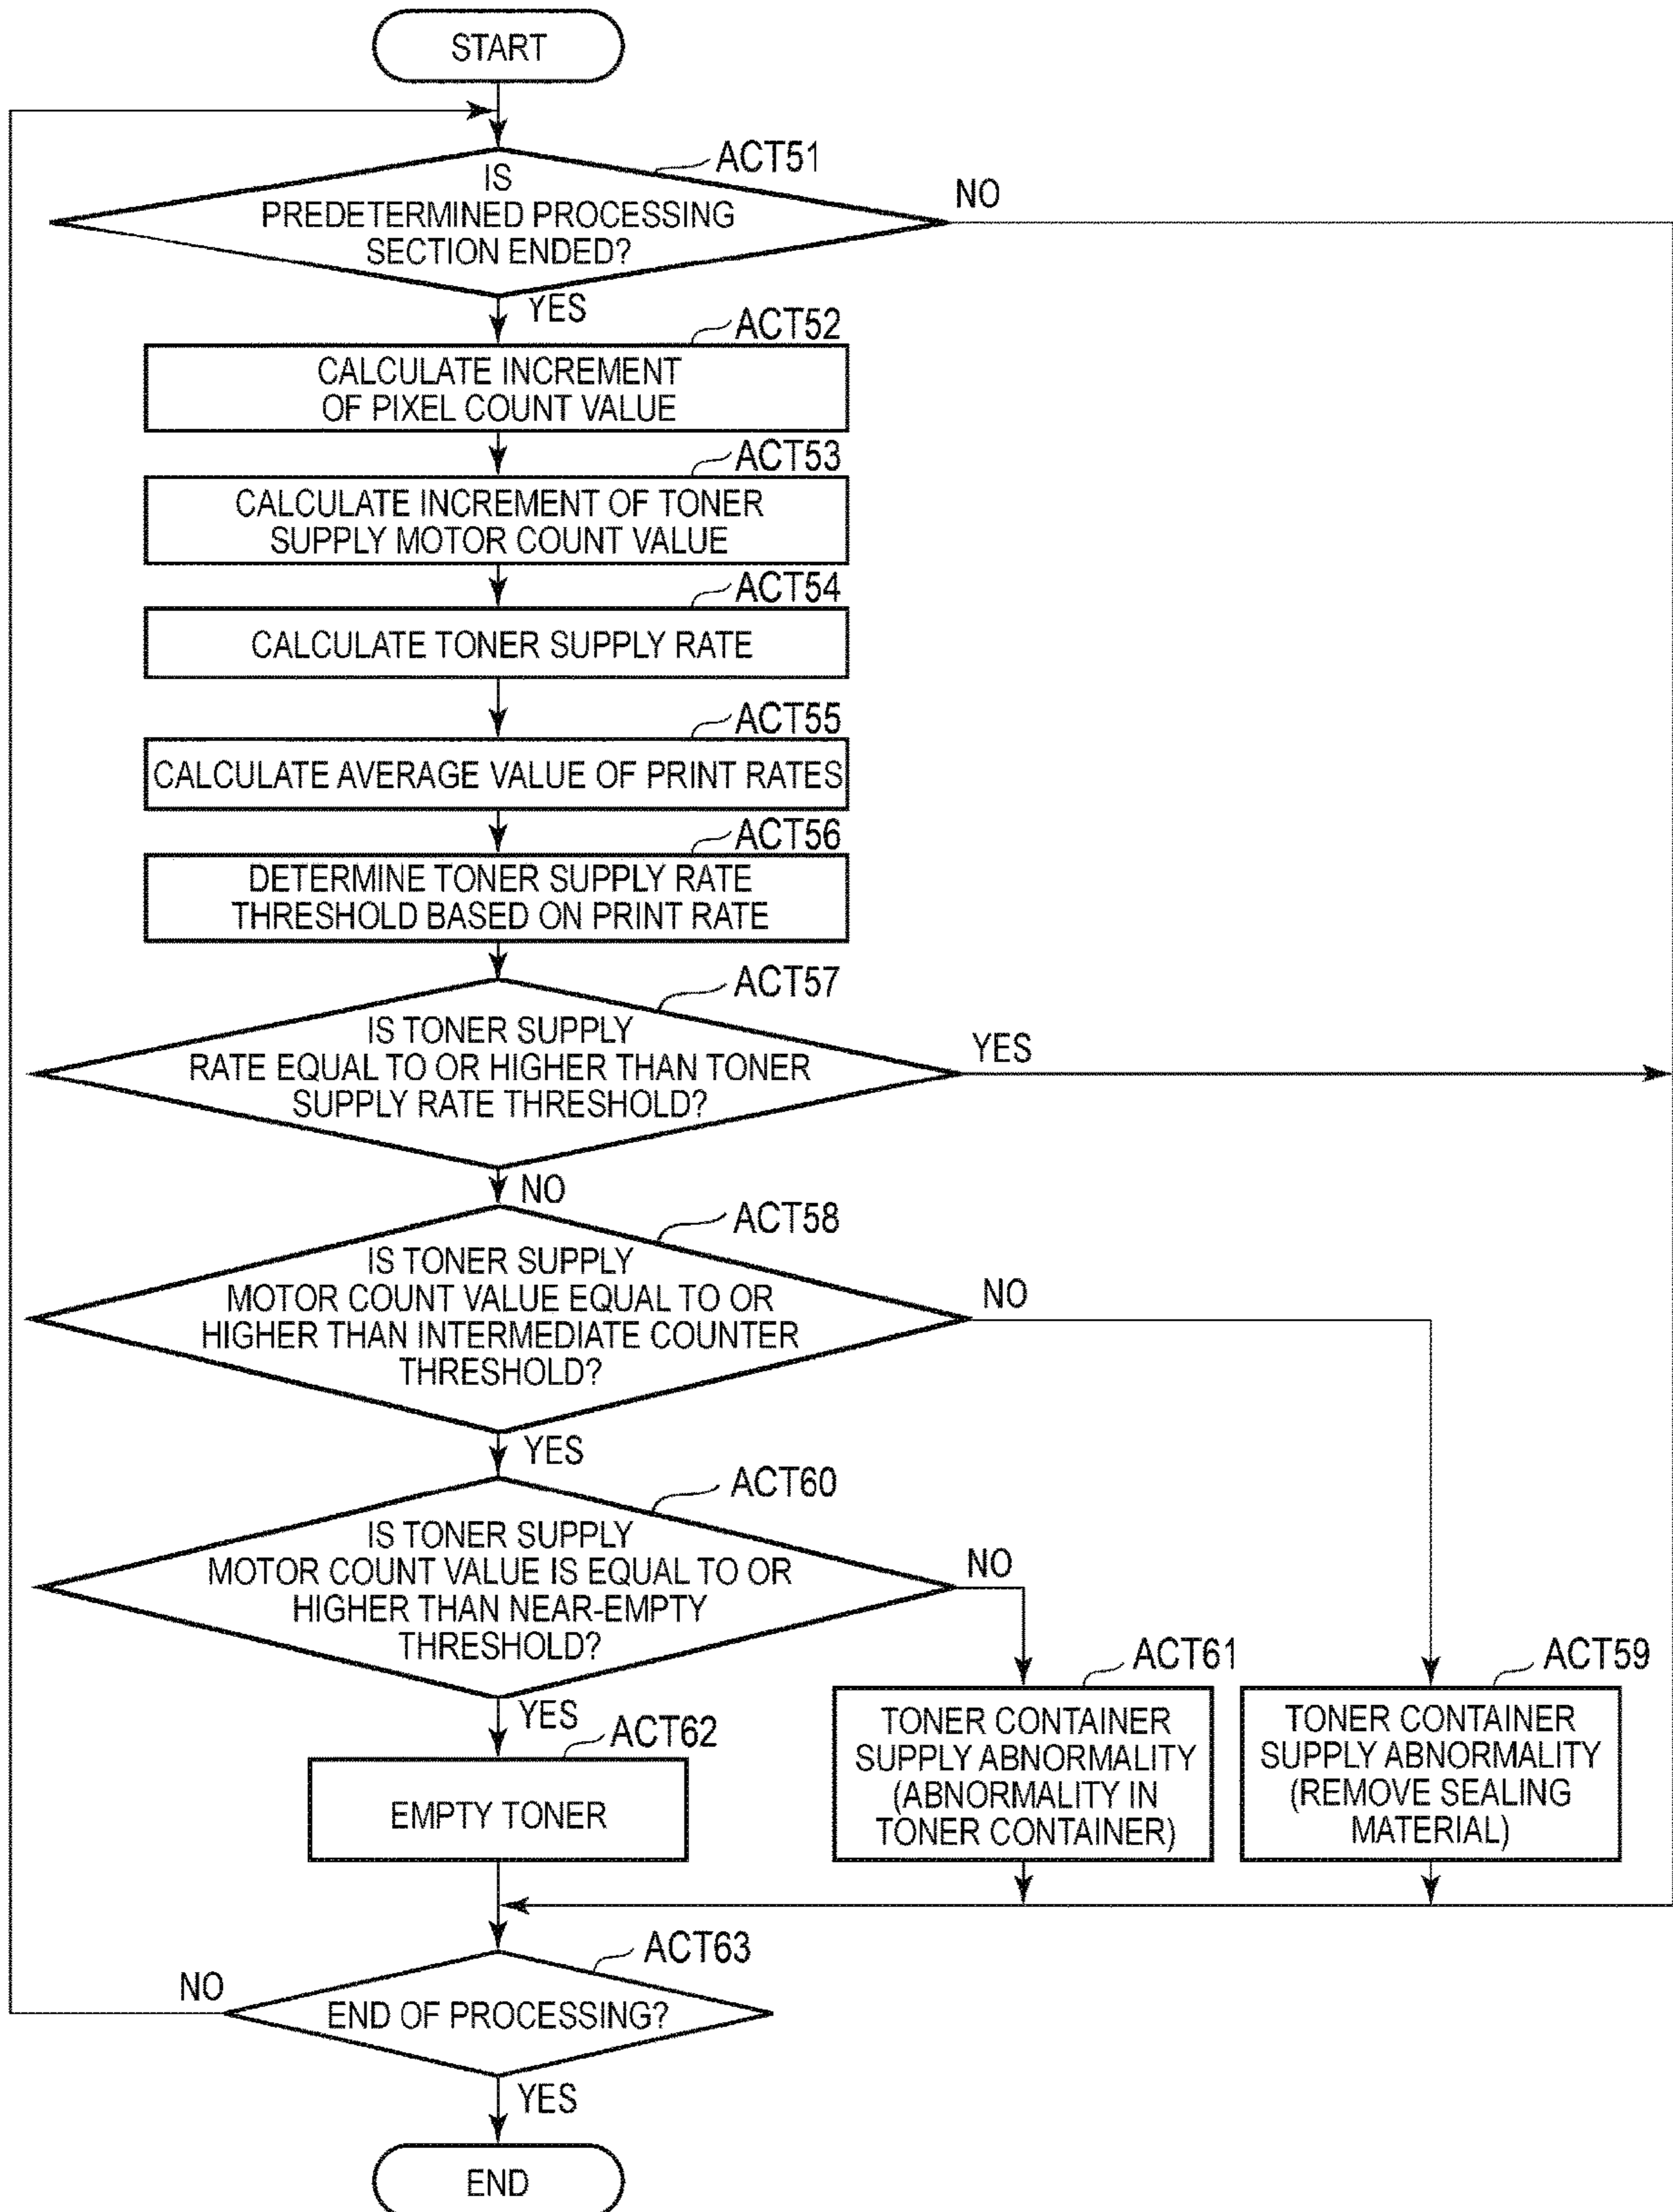 START
ACT51
IS
PREDETERMINED PROCESSING
SECTION ENDED?
NO
YES
ACT52
CALCULATE INCREMENT
OF PIXEL COUNT VALUE
ACT53
CALCULATE INCREMENT OF TONER
SUPPLY MOTOR COUNT VALUE
ACT54
CALCULATE TONER SUPPLY RATE
ACT55
CALCULATE AVERAGE VALUE OF PRINT RATES
ACT56
DETERMINE TONER SUPPLY RATE
THRESHOLD BASED ON PRINT RATE
ACT57
IS TONER SUPPLY
RATE EQUAL TO OR HIGHER THAN TONER
SUPPLY RATE THRESHOLD?
YES
NO
ACT58
IS TONER SUPPLY
MOTOR COUNT VALUE EQUAL TO OR
HIGHER THAN INTERMEDIATE COUNTER
THRESHOLD?
NO
YES
ACT60
IS TONER SUPPLY
MOTOR COUNT VALUE IS EQUAL TO OR
HIGHER THAN NEAR-EMPTY
THRESHOLD?
NO
YES
ACT62
EMPTY TONER
ACT61
TONER CONTAINER
SUPPLY ABNORMALITY
(ABNORMALITY IN
TONER CONTAINER)
ACT59
TONER CONTAINER
SUPPLY ABNORMALITY
(REMOVE SEALING
MATERIAL)
ACT63
NO
END OF PROCESSING?
YES
END